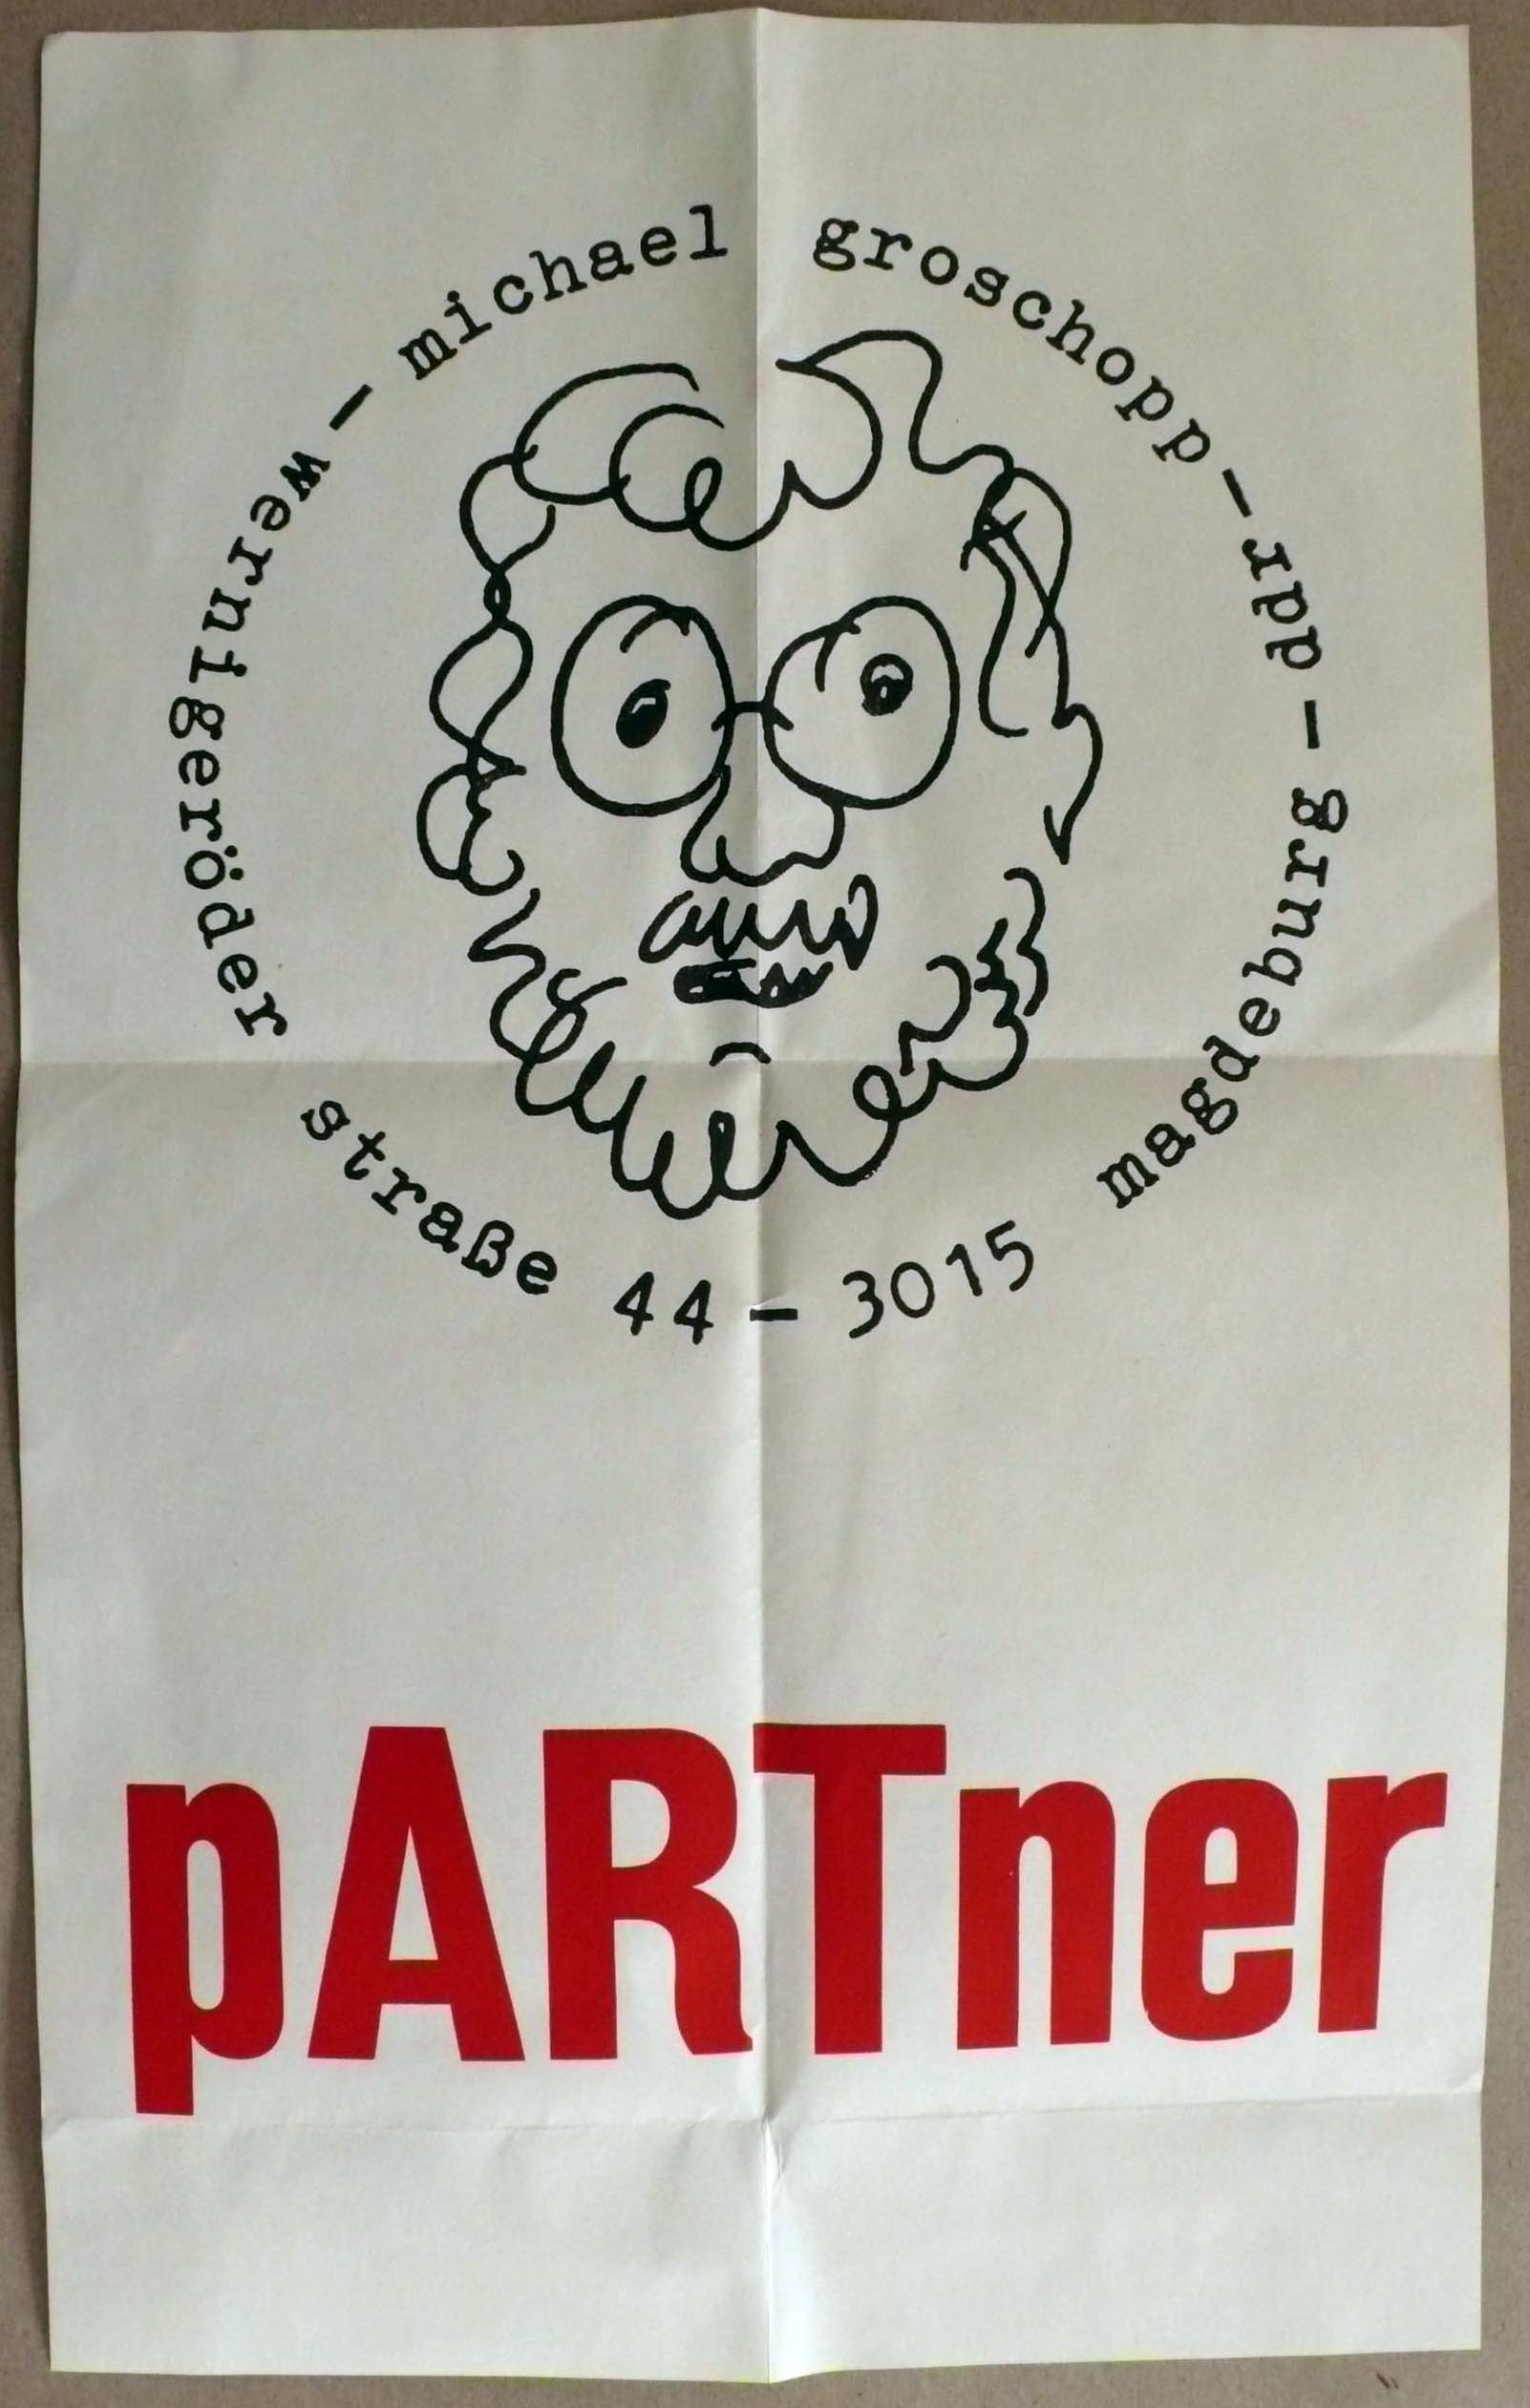 michael groschopp –
wernigeröder straße 44 – 3015 magdeburg – ddr –
pARTner